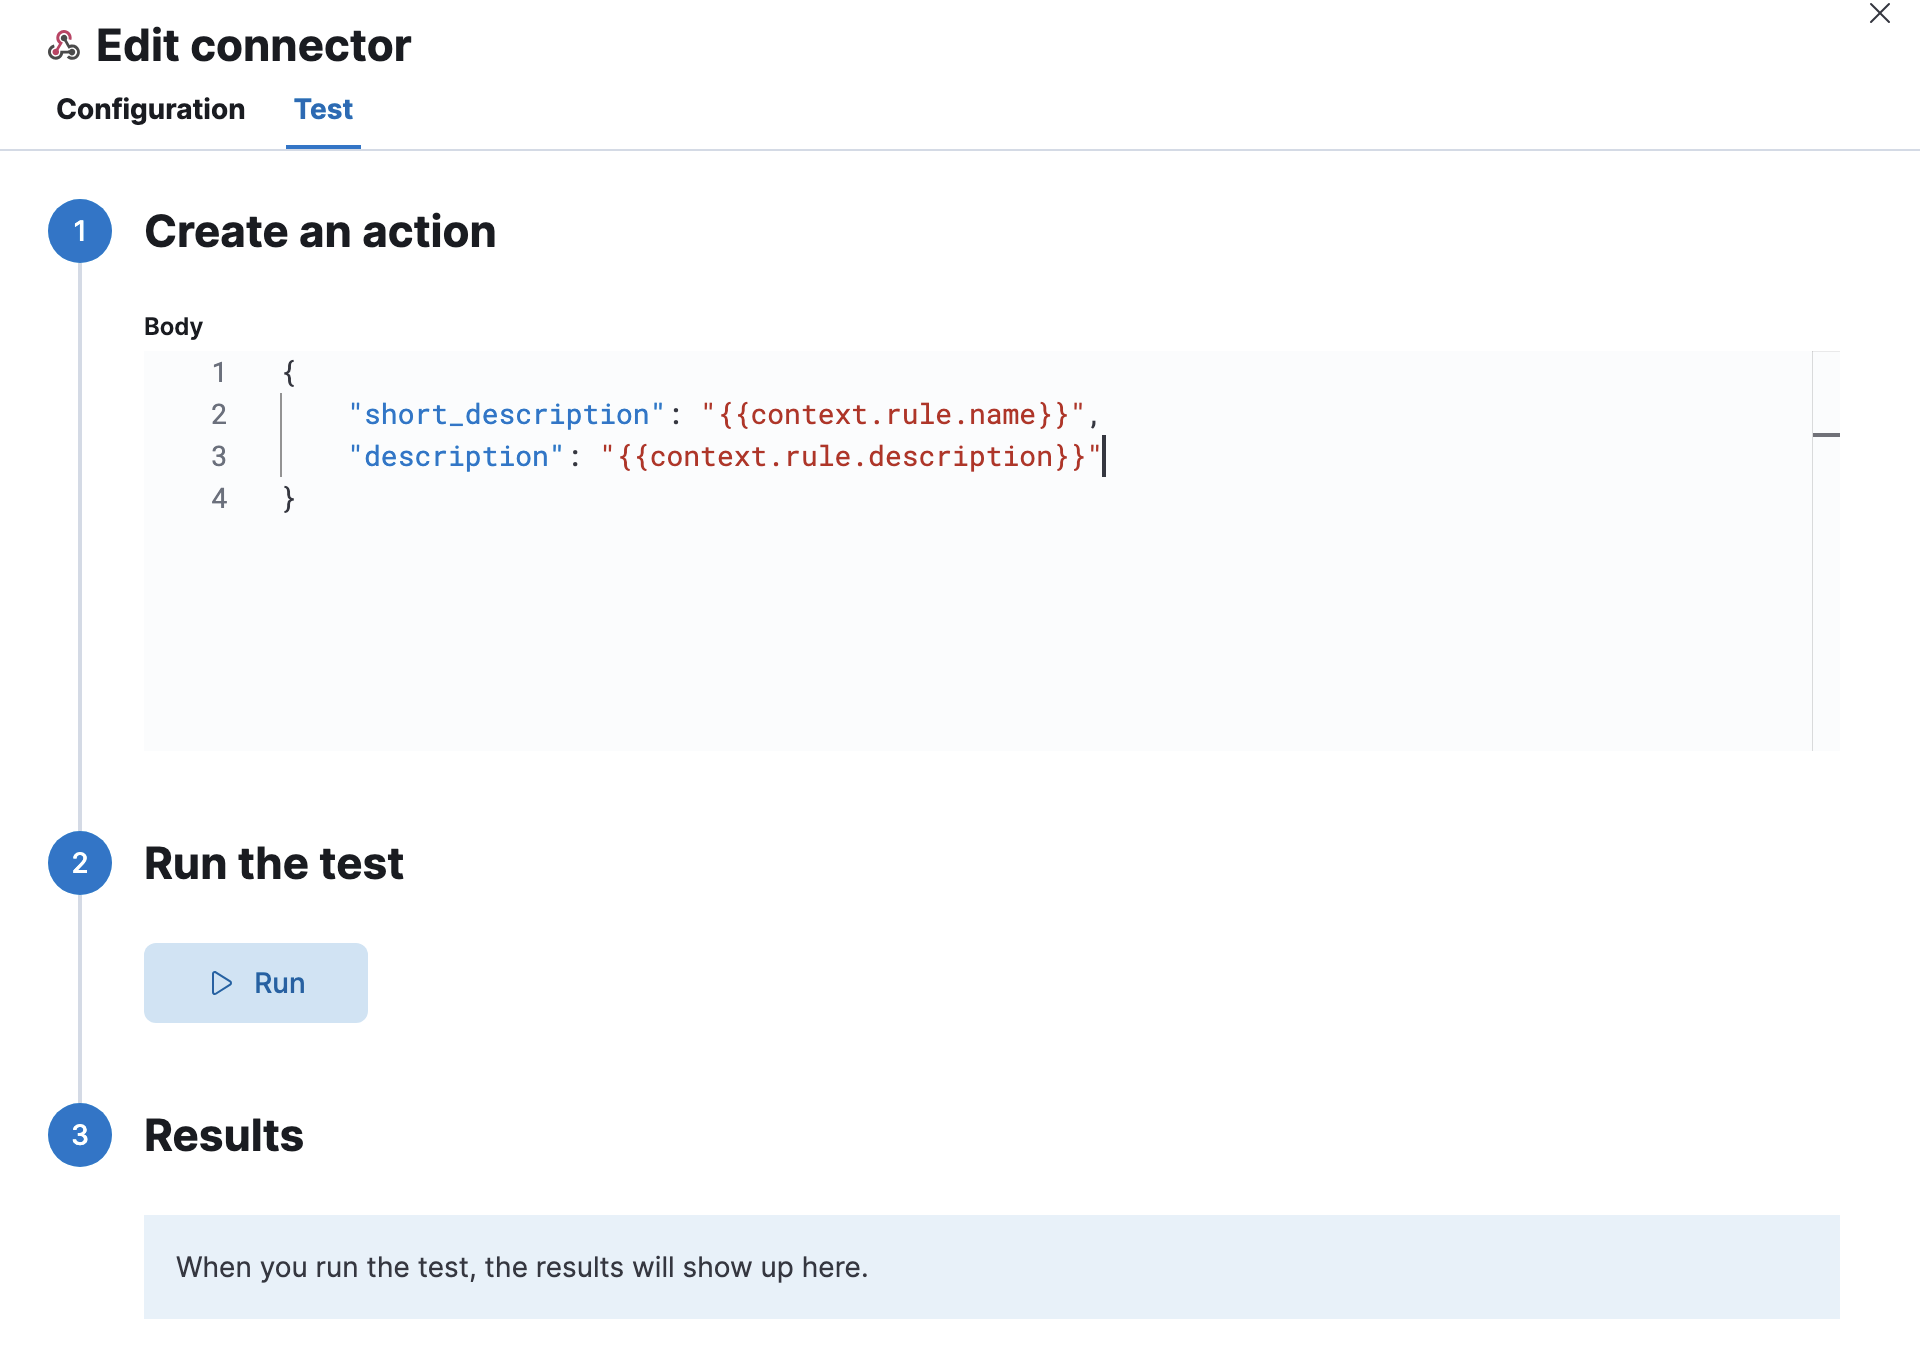 Edit connector
Configuration Test
1 Create an action
Body
1 {
2 "short_description": "{{context.rule.name}}",
3 "description": "{{context.rule.description}}"
4 }
2 Run the test
Run
3 Results
When you run the test, the results will show up here.